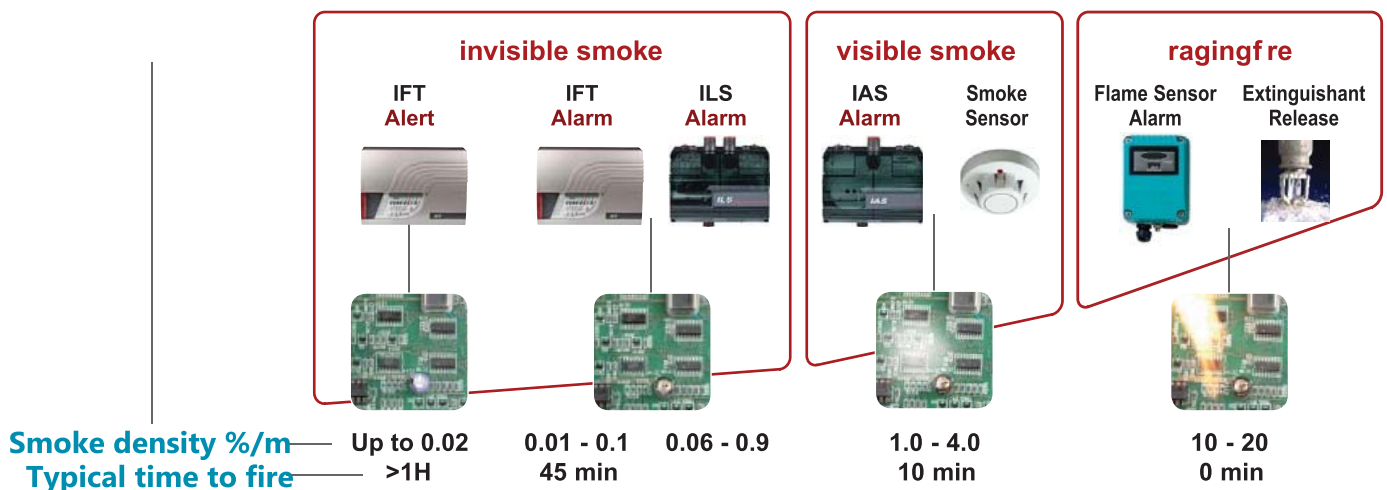 invisible smoke
visible smoke
ragingf re
IFT
Alert
IFT
Alarm
ILS
Alarm
IAS
Alarm
Smoke
Sensor
Flame Sensor
Alarm
Extinguishant
Release
ILS
IAS
Smoke density %/m
Up to 0.02
0.01 - 0.1
0.06 - 0.9
1.0 - 4.0
10 - 20
Typical time to fire
>1H
45 min
10 min
0 min